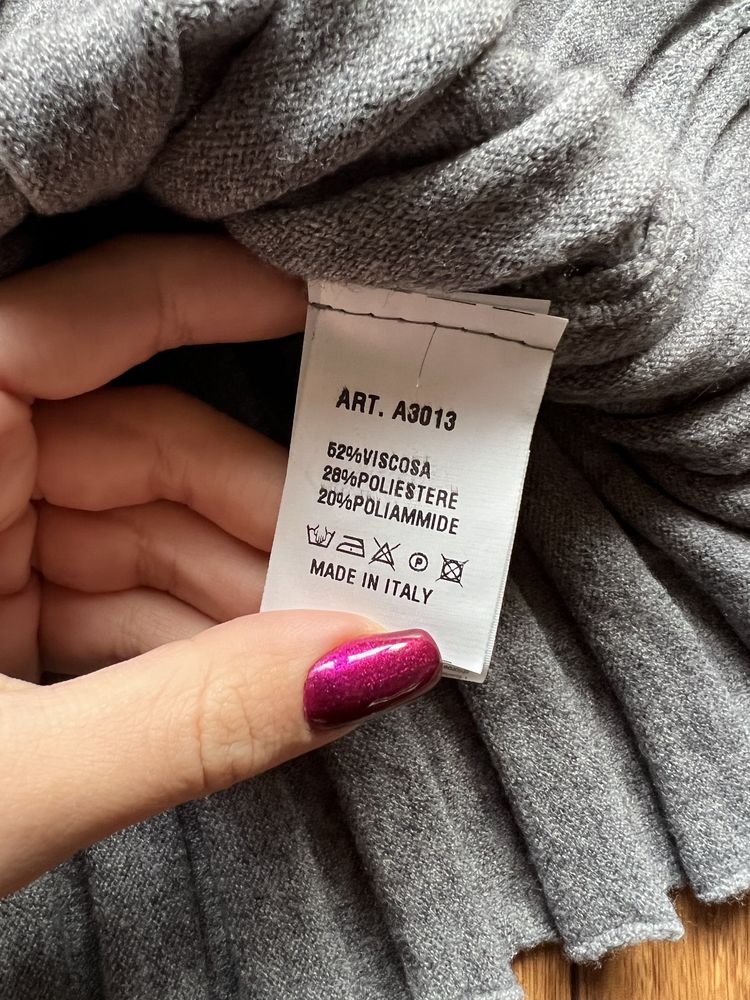 ART. A3013
52%VISCOSA
28%POLIESTERE
20%POLIAMMIDE
P
MADE IN ITALY